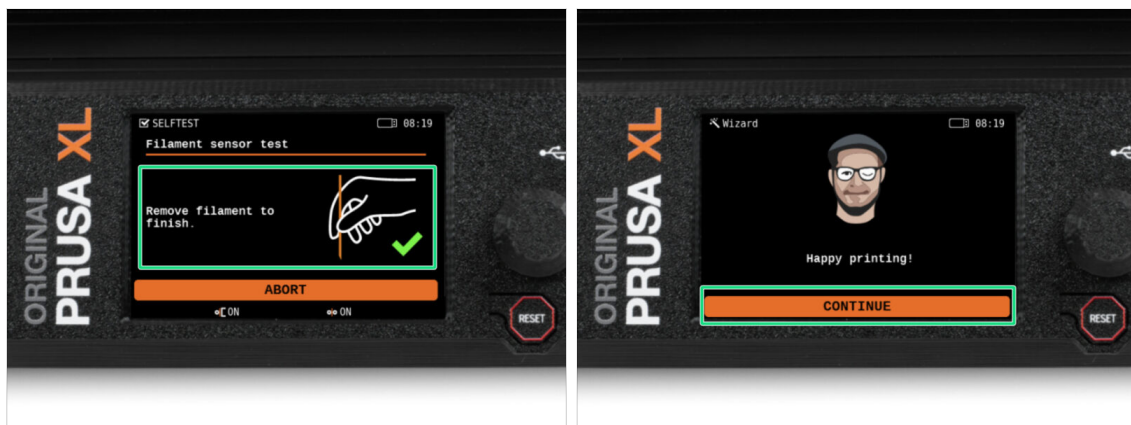 ORIGINAL
PRUSA XL
SELFTEST
08:19
Filament sensor test
Remove filament to
finish.
ABORT
ON
ON
RESET
ORIGINAL
PRUSA XL
Wizard
08:19
Happy printing!
CONTINUE
RESET